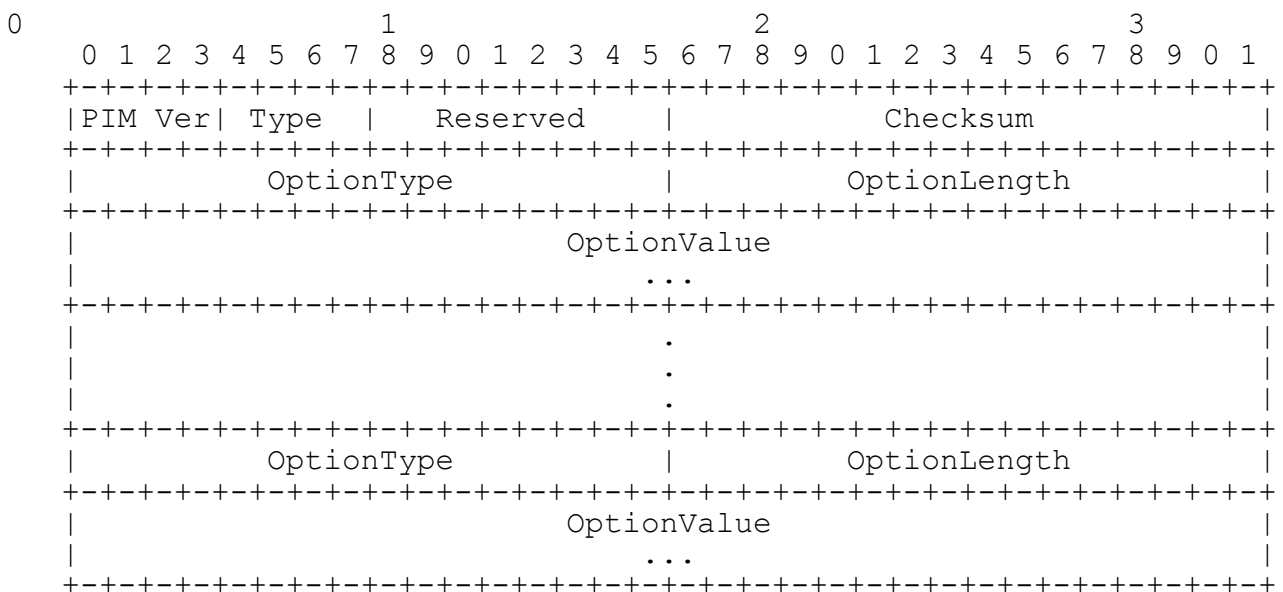 0                   1                   2                   3
 0 1 2 3 4 5 6 7 8 9 0 1 2 3 4 5 6 7 8 9 0 1 2 3 4 5 6 7 8 9 0 1
+-+-+-+-+-+-+-+-+-+-+-+-+-+-+-+-+-+-+-+-+-+-+-+-+-+-+-+-+-+-+-+-+
|PIM Ver| Type  |   Reserved    |           Checksum            |
+-+-+-+-+-+-+-+-+-+-+-+-+-+-+-+-+-+-+-+-+-+-+-+-+-+-+-+-+-+-+-+-+
|          OptionType           |         OptionLength          |
+-+-+-+-+-+-+-+-+-+-+-+-+-+-+-+-+-+-+-+-+-+-+-+-+-+-+-+-+-+-+-+-+
|                          OptionValue                          |
|                              ...                              |
+-+-+-+-+-+-+-+-+-+-+-+-+-+-+-+-+-+-+-+-+-+-+-+-+-+-+-+-+-+-+-+-+
|                               .                               |
|                               .                               |
|                               .                               |
+-+-+-+-+-+-+-+-+-+-+-+-+-+-+-+-+-+-+-+-+-+-+-+-+-+-+-+-+-+-+-+-+
|          OptionType           |         OptionLength          |
+-+-+-+-+-+-+-+-+-+-+-+-+-+-+-+-+-+-+-+-+-+-+-+-+-+-+-+-+-+-+-+-+
|                          OptionValue                          |
|                              ...                              |
+-+-+-+-+-+-+-+-+-+-+-+-+-+-+-+-+-+-+-+-+-+-+-+-+-+-+-+-+-+-+-+-+